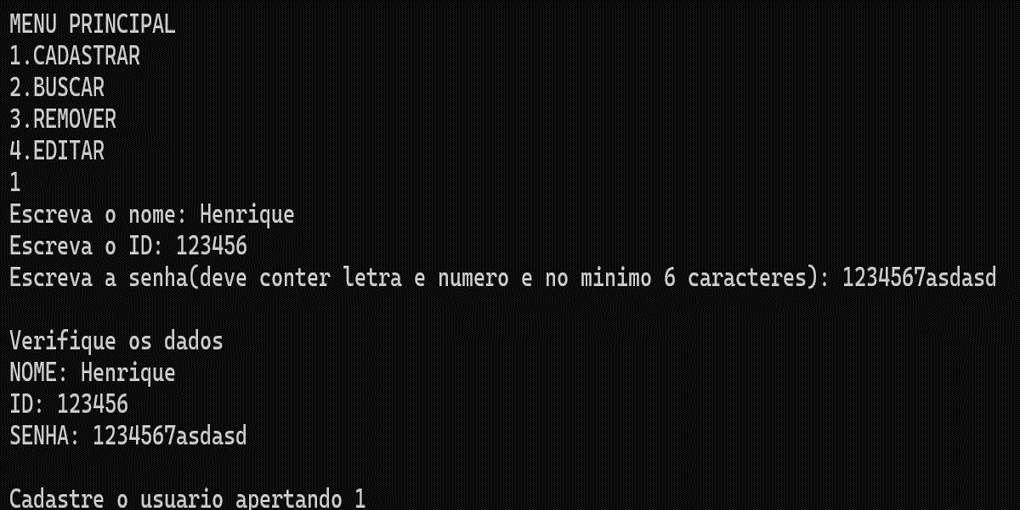 MENU PRINCIPAL
1.CADASTRAR
2.BUSCAR
3.REMOVER
4.EDITAR
1
Escreva o nome: Henrique
Escreva o ID: 123456
Escreva a senha(deve conter letra e numero e no minimo 6 caracteres): 1234567asdasd
Verifique os dados
NOME: Henrique
ID: 123456
SENHA: 1234567asdasd
Cadastre o usuario apertando 1